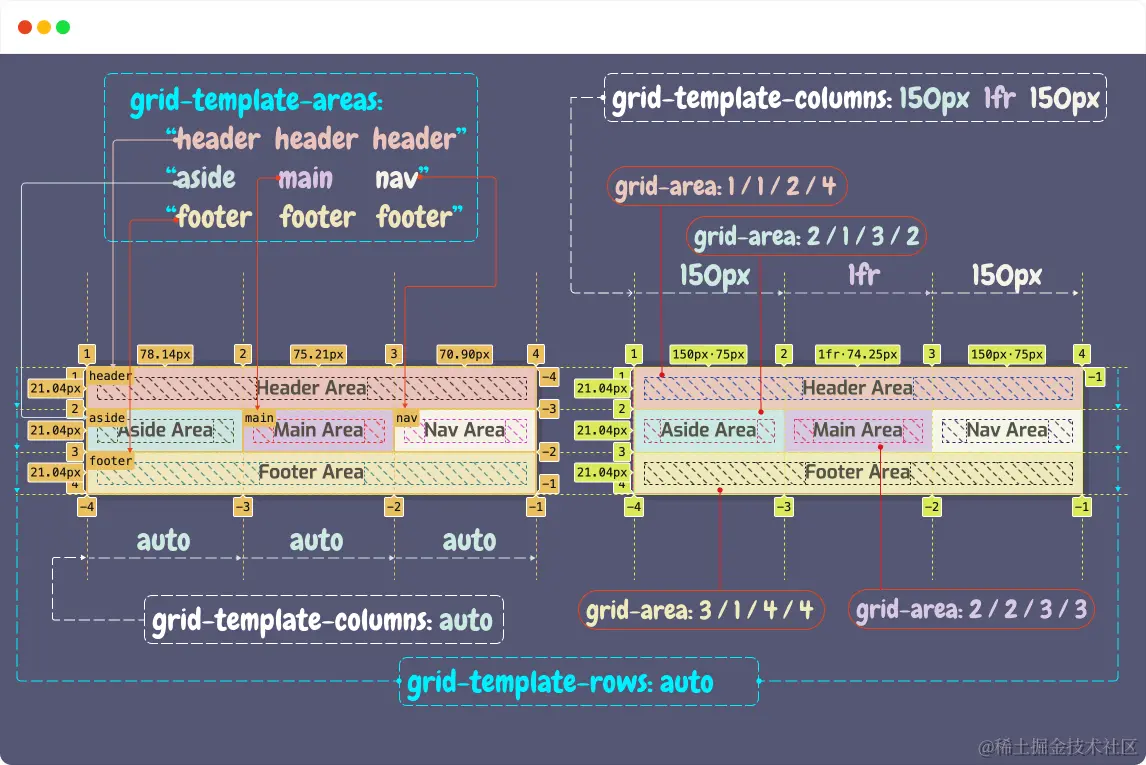 grid-template-areas:
“header header header”
“aside main nav”
“footer footer footer”
grid-template-columns: 150px 1fr 150px
grid-area: 1 / 1 / 2 / 4
grid-area: 2 / 1 / 3 / 2
150px 1fr 150px
1 78.14px 2 75.21px 3 70.90px 4
1 150px·75px 2 1fr·74.25px 3 150px·75px 4
1 header −4
21.04px Header Area
2 aside main nav −3
21.04px Aside Area Main Area Nav Area
3 footer −2
21.04px Footer Area
4 −1
−4 −3 −2 −1
1 −1
21.04px Header Area
2
21.04px Aside Area Main Area Nav Area
3
21.04px Footer Area
4
−4 −3 −2 −1
auto auto auto
grid-template-columns: auto
grid-area: 3 / 1 / 4 / 4
grid-area: 2 / 2 / 3 / 3
grid-template-rows: auto
@稀土掘金技术社区